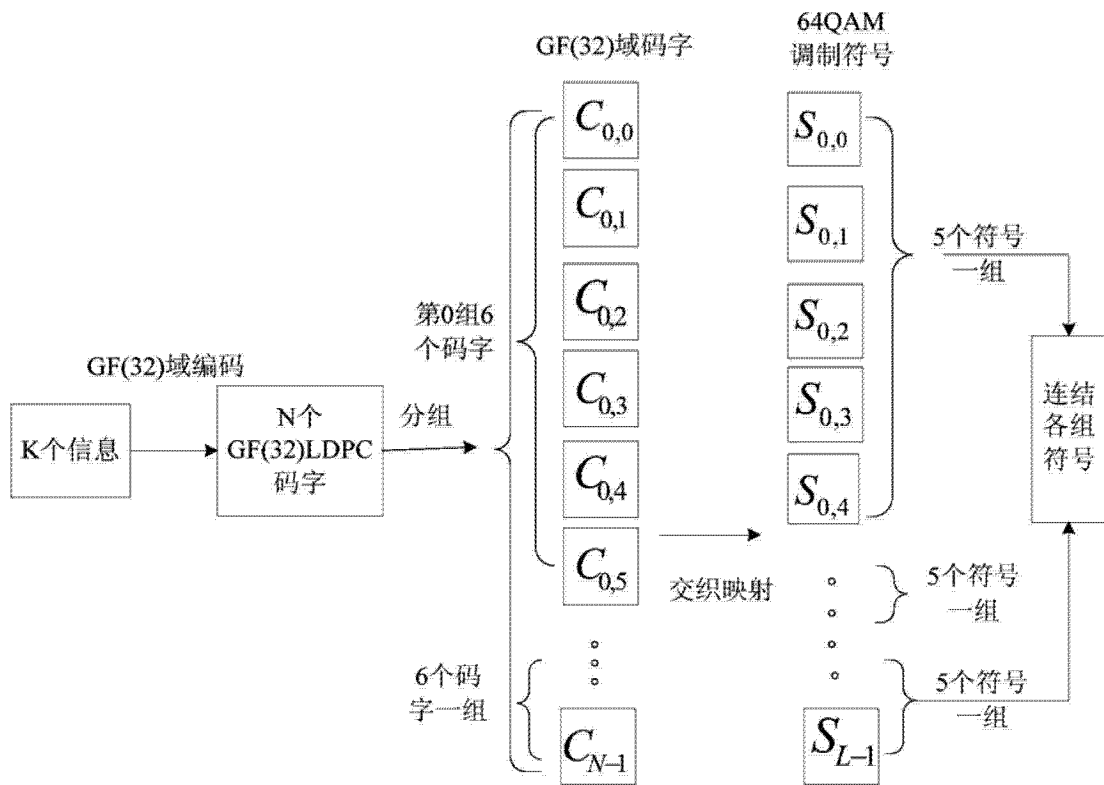 GF(32)域编码
K个信息
N个
GF(32)LDPC
码字
分组
第0组6
个码字
6个码
字一组
GF(32)域码字
C0,0
C0,1
C0,2
C0,3
C0,4
C0,5
CN-1
交织映射
64QAM
调制符号
S0,0
S0,1
S0,2
S0,3
S0,4
SL-1
5个符号
一组
5个符号
一组
5个符号
一组
连结
各组
符号